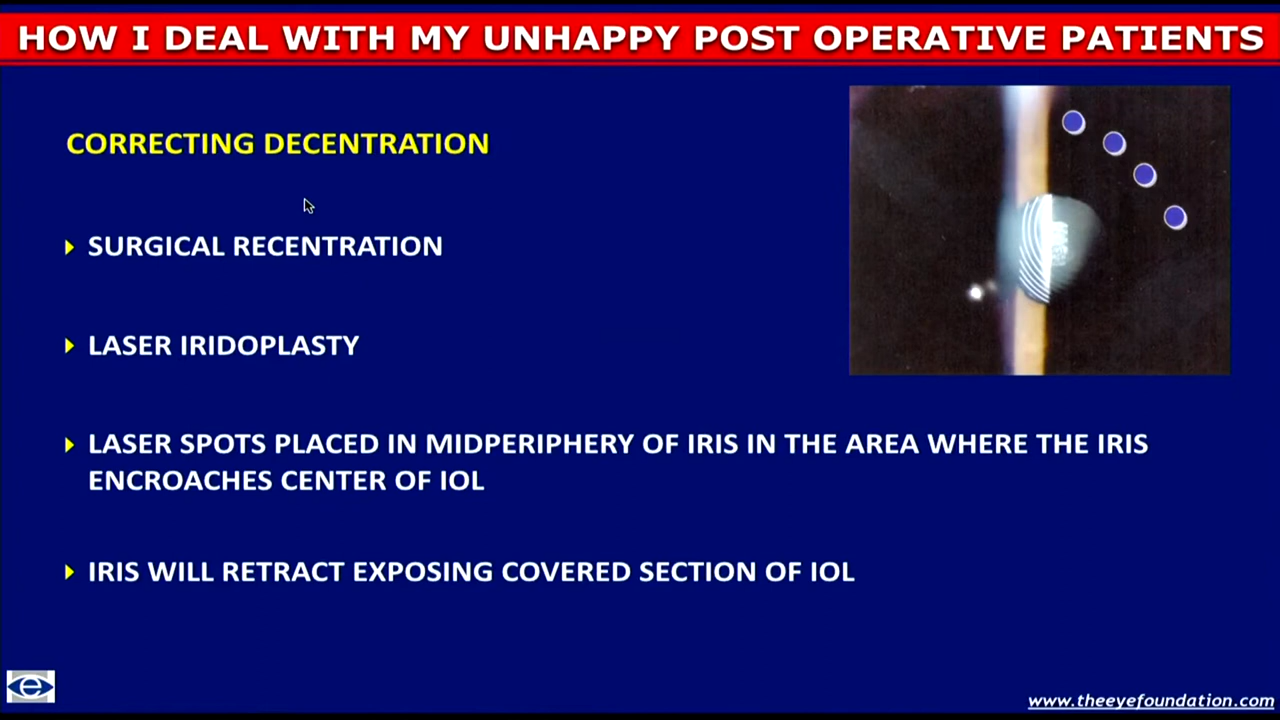 HOW I DEAL WITH MY UNHAPPY POST OPERATIVE PATIENTS
CORRECTING DECENTRATION
SURGICAL RECENTRATION
LASER IRIDOPLASTY
LASER SPOTS PLACED IN MIDPERIPHERY OF IRIS IN THE AREA WHERE THE IRIS
ENCROACHES CENTER OF IOL
IRIS WILL RETRACT EXPOSING COVERED SECTION OF IOL
e
www.theeyefoundation.com